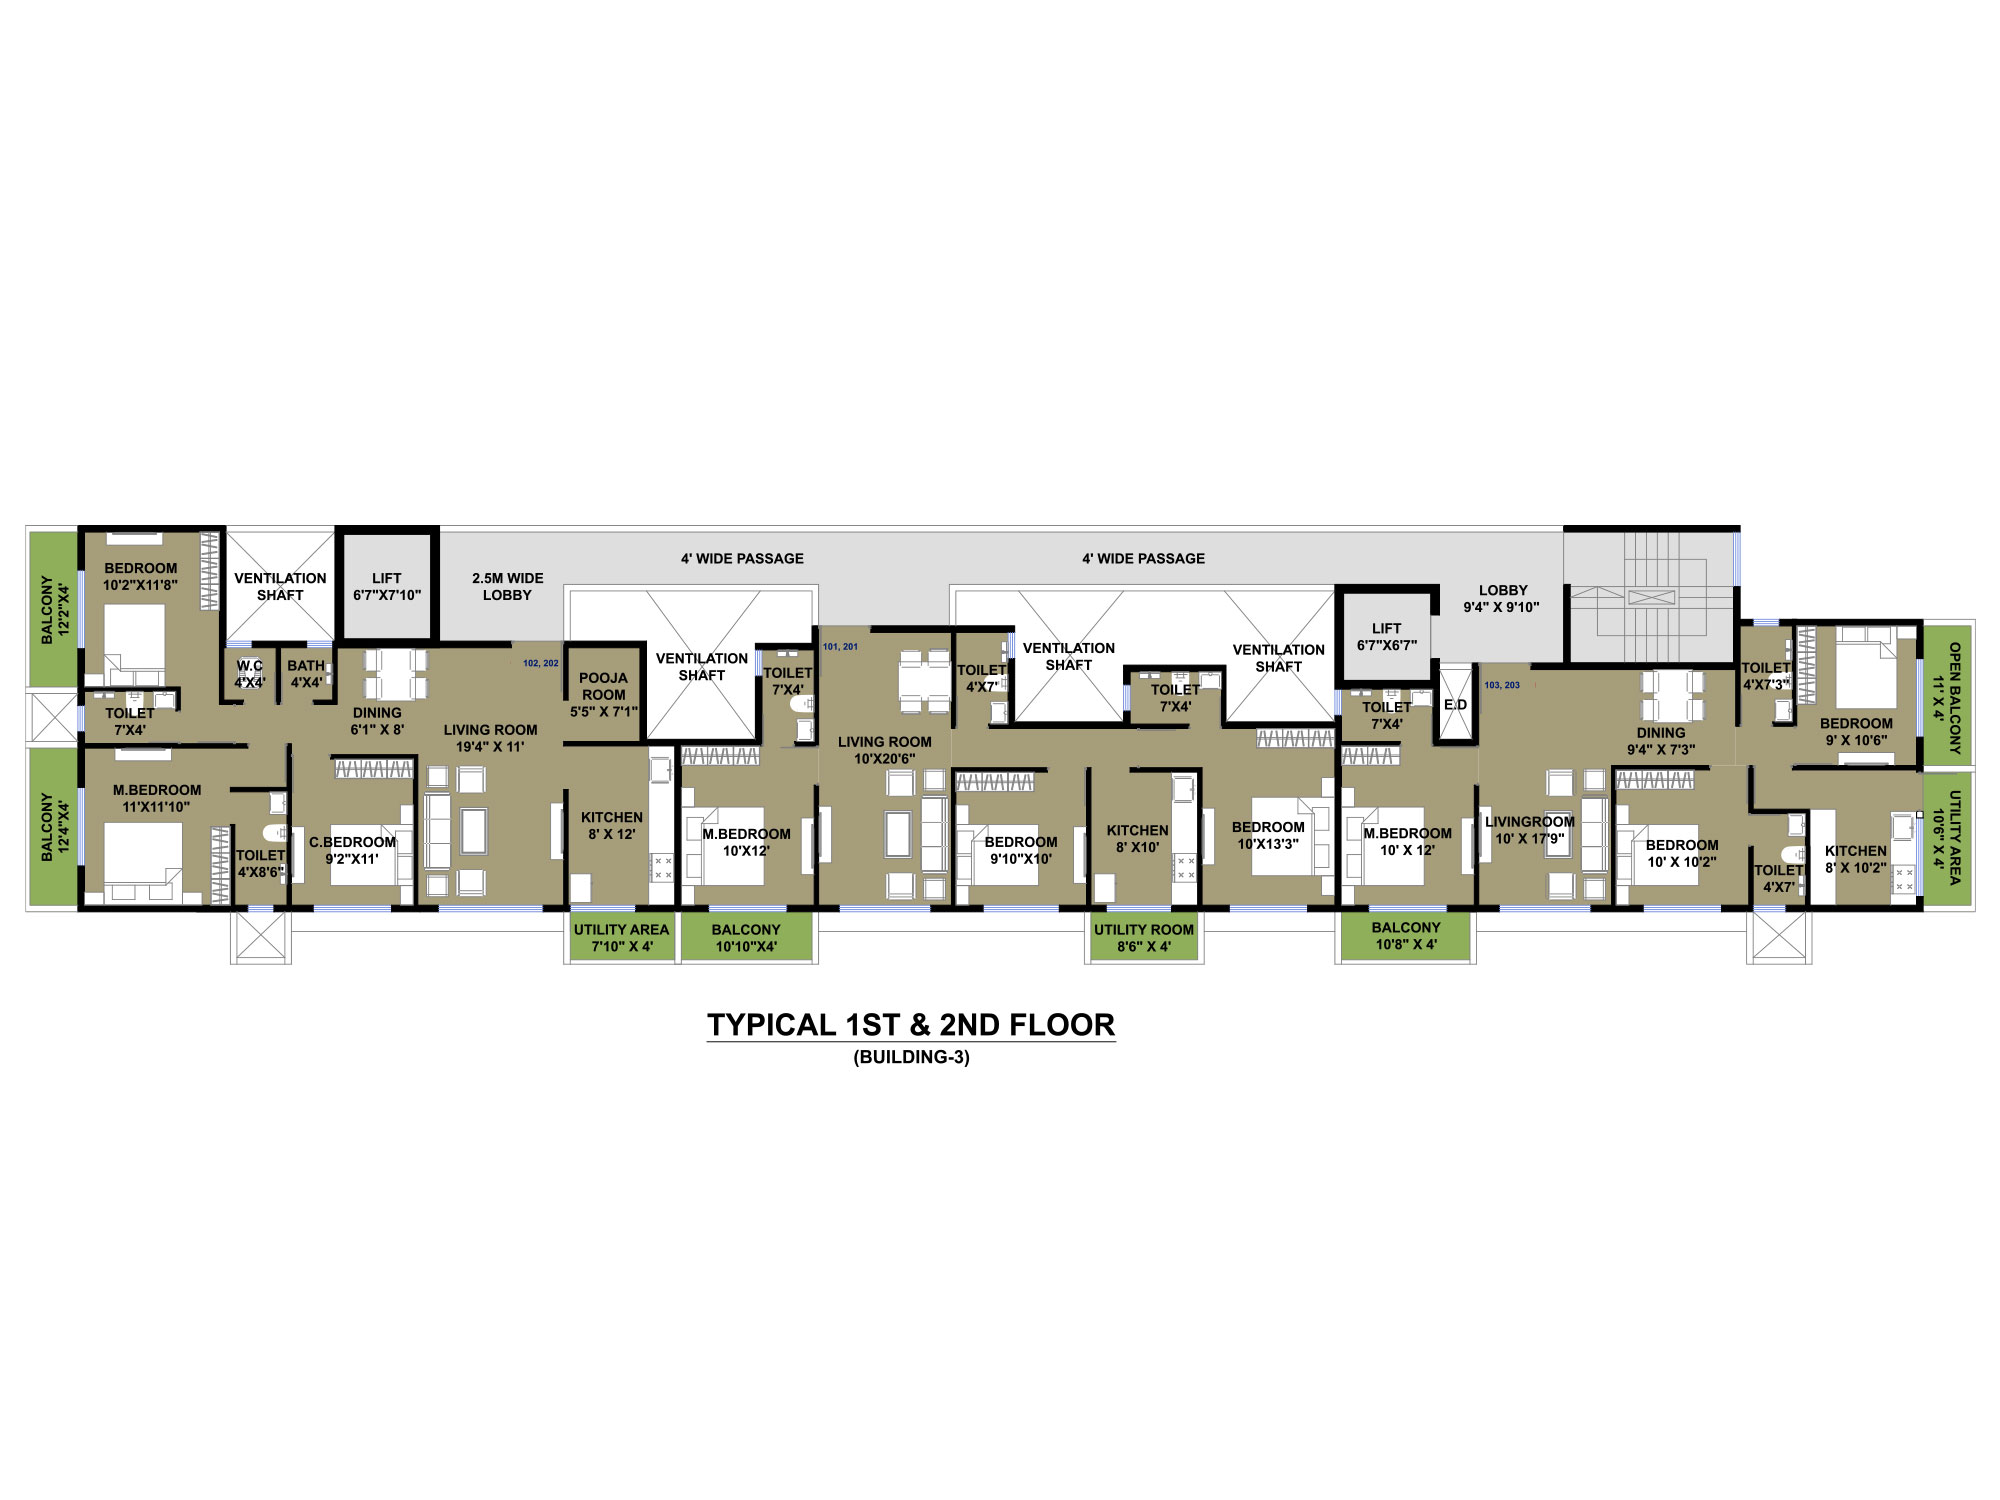 BEDROOM
10'2"X11'8"
BALCONY
12'2"X4'
VENTILATION
SHAFT
LIFT
6'7"X7'10"
2.5M WIDE
LOBBY
4' WIDE PASSAGE
4' WIDE PASSAGE
LOBBY
9'4" X 9'10"
W.C
4'X4'
BATH
4'X4'
TOILET
7'X4'
DINING
6'1" X 8'
102, 202
LIVING ROOM
19'4" X 11'
POOJA
ROOM
5'5" X 7'1"
VENTILATION
SHAFT
TOILET
7'X4'
101, 201
LIVING ROOM
10'X20'6"
TOILET
4'X7'
VENTILATION
SHAFT
TOILET
7'X4'
VENTILATION
SHAFT
LIFT
6'7"X6'7"
TOILET
7'X4'
E.D
103, 203
DINING
9'4" X 7'3"
TOILET
4'X7'3"
BEDROOM
9' X 10'6"
OPEN BALCONY
11' X 4'
BALCONY
12'4"X4'
M.BEDROOM
11'X11'10"
TOILET
4'X8'6"
C.BEDROOM
9'2"X11'
KITCHEN
8' X 12'
M.BEDROOM
10'X12'
BEDROOM
9'10"X10'
KITCHEN
8' X10'
BEDROOM
10'X13'3"
M.BEDROOM
10' X 12'
LIVINGROOM
10' X 17'9"
BEDROOM
10' X 10'2"
TOILET
4'X7'
KITCHEN
8' X 10'2"
UTILITY AREA
10'6" X 4'
UTILITY AREA
7'10" X 4'
BALCONY
10'10"X4'
UTILITY ROOM
8'6" X 4'
BALCONY
10'8" X 4'
TYPICAL 1ST & 2ND FLOOR
(BUILDING-3)